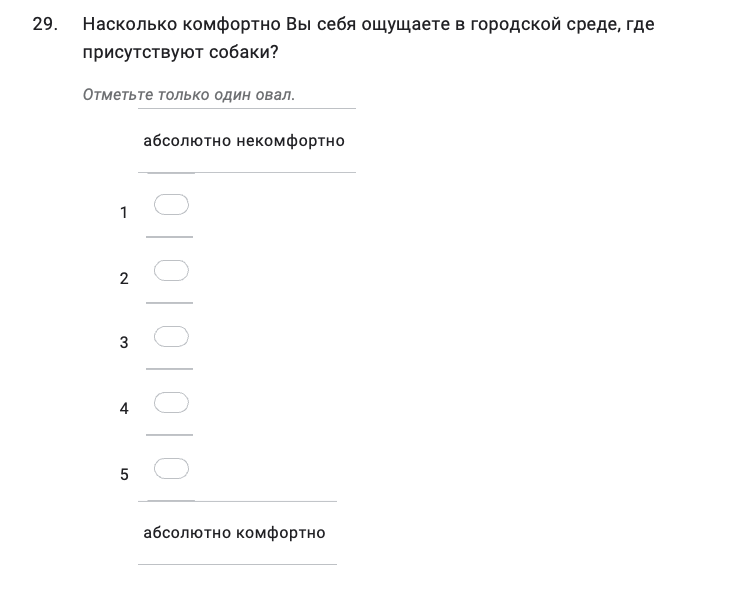 29. Насколько комфортно Вы себя ощущаете в городской среде, где
присутствуют собаки?
Отметьте только один овал.
абсолютно некомфортно
1
2
3
4
5
абсолютно комфортно